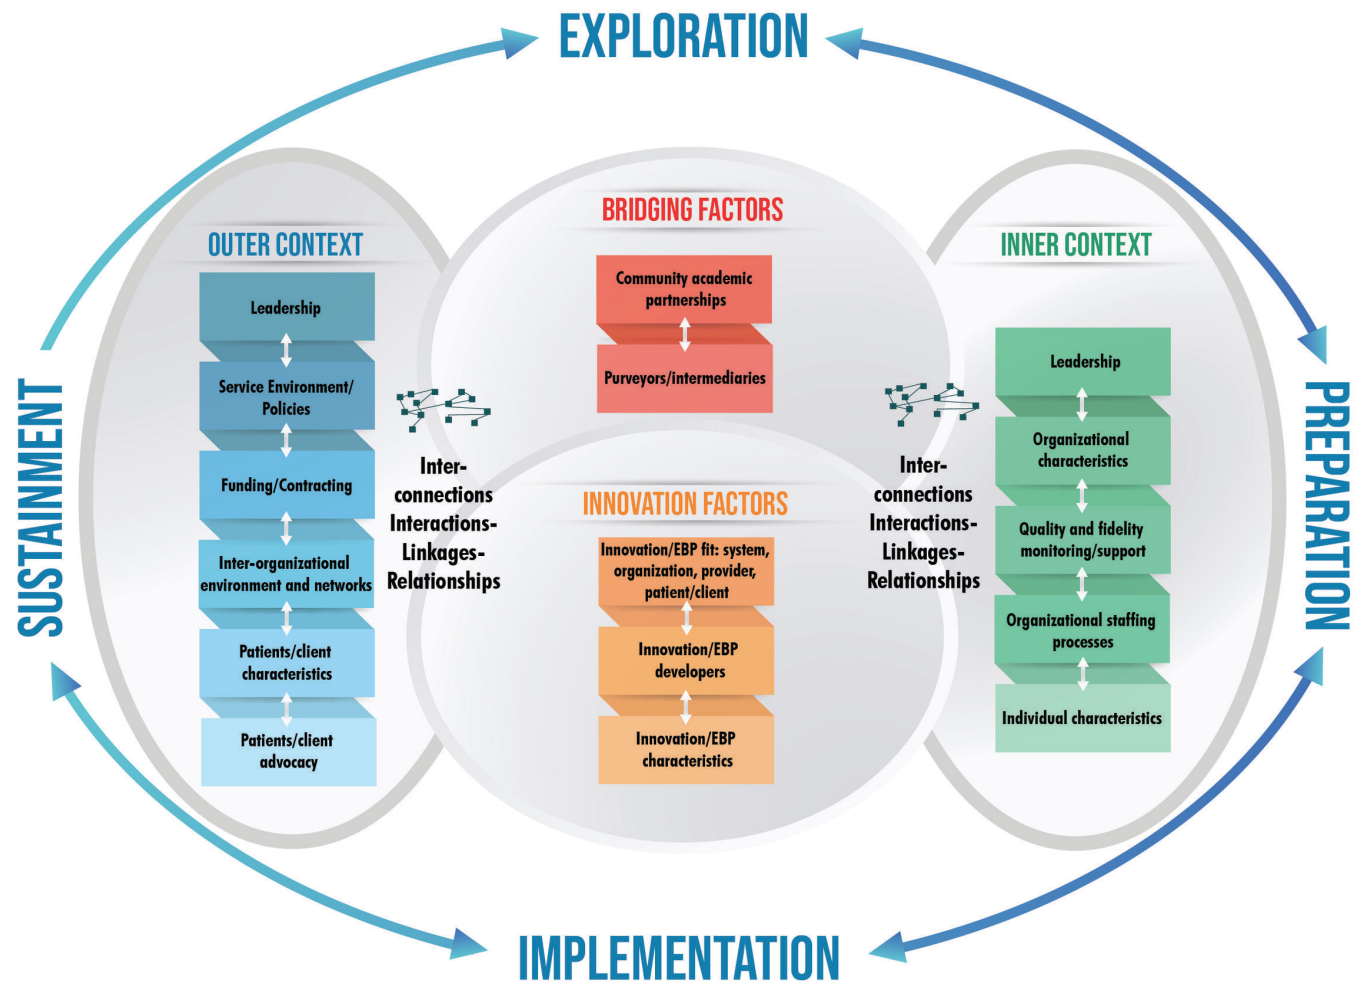 EXPLORATION
SUSTAINMENT
PREPARATION
IMPLEMENTATION
OUTER CONTEXT
Leadership
Service Environment/
Policies
Funding/Contracting
Inter-organizational
environment and networks
Patients/client
characteristics
Patients/client
advocacy
Inter-
connections
Interactions-
Linkages-
Relationships
BRIDGING FACTORS
Community academic
partnerships
Purveyors/intermediaries
INNOVATION FACTORS
Innovation/EBP fit: system,
organization, provider,
patient/client
Innovation/EBP
developers
Innovation/EBP
characteristics
Inter-
connections
Interactions-
Linkages-
Relationships
INNER CONTEXT
Leadership
Organizational
characteristics
Quality and fidelity
monitoring/support
Organizational staffing
processes
Individual characteristics